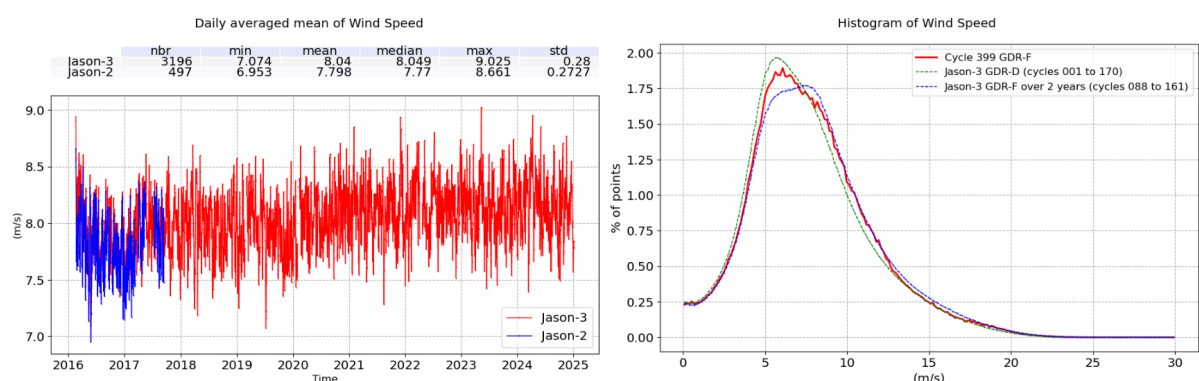 Daily averaged mean of Wind Speed
nbr min mean median max std
Jason-3 3196 7.074 8.04 8.049 9.025 0.28
Jason-2 497 6.953 7.798 7.77 8.661 0.2727
9.0
8.5
8.0
7.5
7.0
(m/s)
2016 2017 2018 2019 2020 2021 2022 2023 2024 2025
Time
Jason-3
Jason-2
Histogram of Wind Speed
2.00
1.75
1.50
1.25
1.00
0.75
0.50
0.25
0.00
% of points
0 5 10 15 20 25 30
(m/s)
Cycle 399 GDR-F
Jason-3 GDR-D (cycles 001 to 170)
Jason-3 GDR-F over 2 years (cycles 088 to 161)